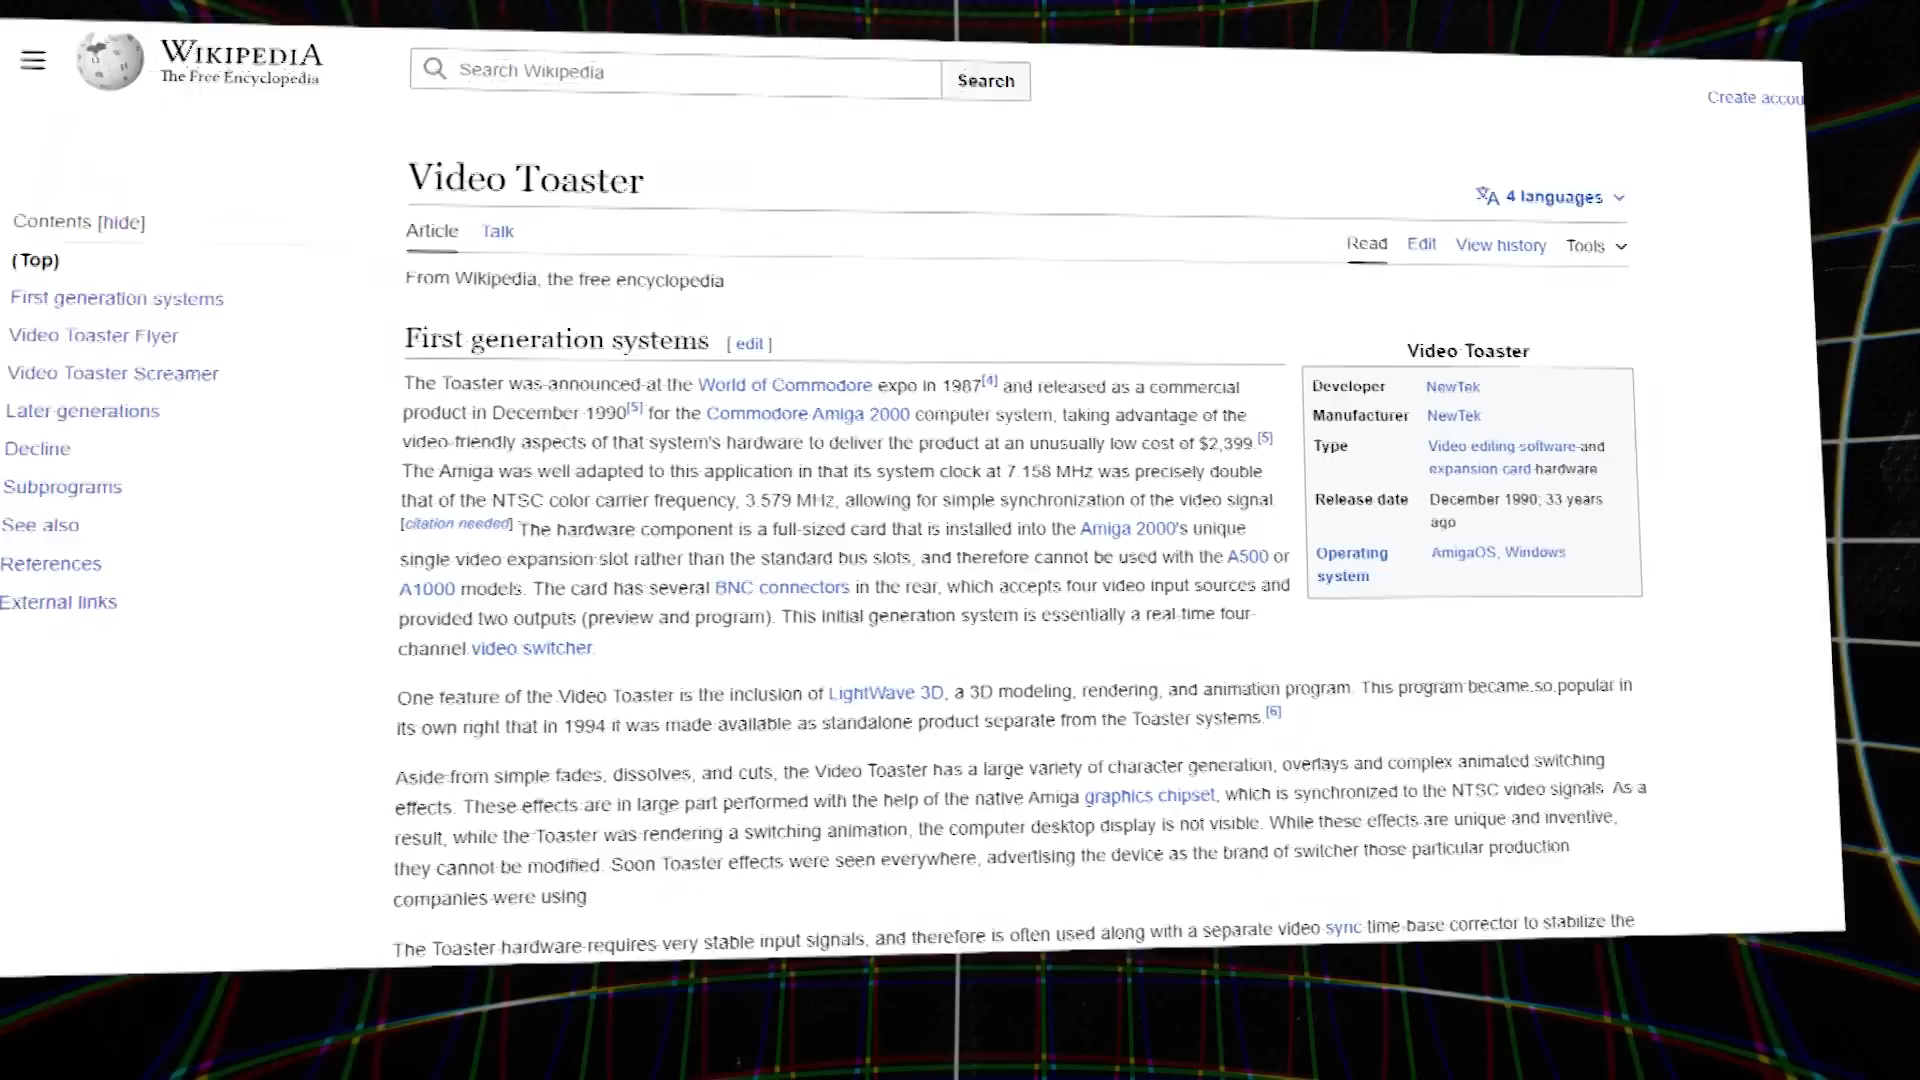 WIKIPEDIA
The Free Encyclopedia
Search Wikipedia
Search
Create accou
Video Toaster
4 languages
Article Talk
Read Edit View history Tools
From Wikipedia, the free encyclopedia
Contents [hide]
(Top)
First generation systems
Video Toaster Flyer
Video Toaster Screamer
Later generations
Decline
Subprograms
See also
References
External links
First generation systems [ edit ]
The Toaster was announced at the World of Commodore expo in 1987[4] and released as a commercial
product in December 1990[5] for the Commodore Amiga 2000 computer system, taking advantage of the
video-friendly aspects of that system's hardware to deliver the product at an unusually low cost of $2,399.[5]
The Amiga was well adapted to this application in that its system clock at 7.158 MHz was precisely double
that of the NTSC color carrier frequency, 3.579 MHz, allowing for simple synchronization of the video signal.
[citation needed] The hardware component is a full-sized card that is installed into the Amiga 2000's unique
single video expansion slot rather than the standard bus slots, and therefore cannot be used with the A500 or
A1000 models. The card has several BNC connectors in the rear, which accepts four video input sources and
provided two outputs (preview and program). This initial generation system is essentially a real-time four-
channel video switcher.
Video Toaster
Developer NewTek
Manufacturer NewTek
Type Video editing software and
expansion card hardware
Release date December 1990; 33 years
ago
Operating AmigaOS, Windows
system
One feature of the Video Toaster is the inclusion of LightWave 3D, a 3D modeling, rendering, and animation program. This program became so popular in
its own right that in 1994 it was made available as standalone product separate from the Toaster systems.[6]
Aside from simple fades, dissolves, and cuts, the Video Toaster has a large variety of character generation, overlays and complex animated switching
effects. These effects are in large part performed with the help of the native Amiga graphics chipset, which is synchronized to the NTSC video signals. As a
result, while the Toaster was rendering a switching animation, the computer desktop display is not visible. While these effects are unique and inventive,
they cannot be modified. Soon Toaster effects were seen everywhere, advertising the device as the brand of switcher those particular production
companies were using
The Toaster hardware requires very stable input signals, and therefore is often used along with a separate video sync time-base corrector to stabilize the